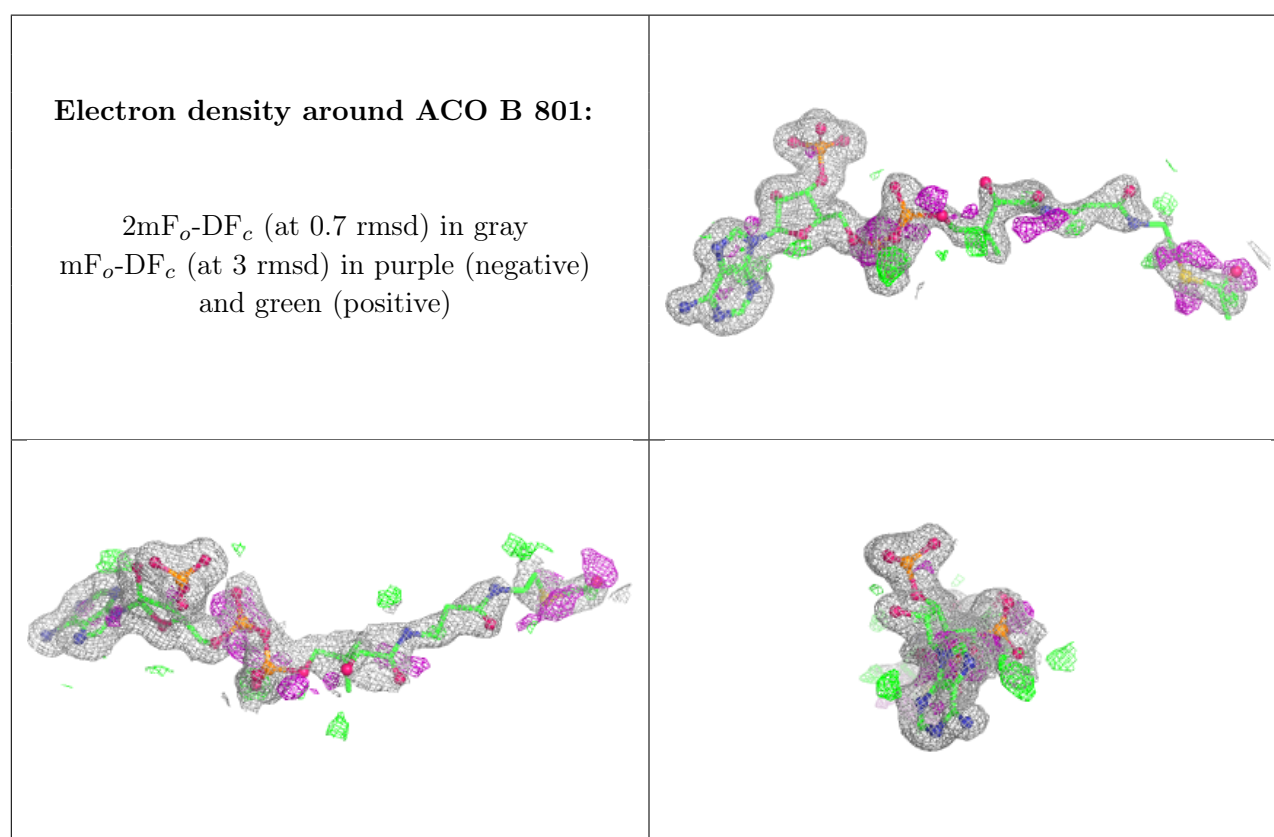 Electron density around ACO B 801:
2mFo-DFc (at 0.7 rmsd) in gray
mFo-DFc (at 3 rmsd) in purple (negative)
and green (positive)